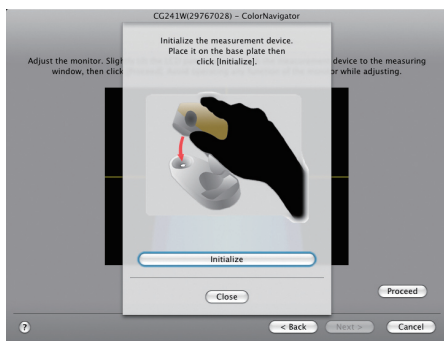 CG241W(29767028) – ColorNavigator
Initialize the measurement device.
Place it on the base plate then
click [Initialize].
Adjust the monitor. Sligh
device to the measuring
window, then click
or while adjusting.
Initialize
Close
Proceed
?
< Back
Next >
Cancel